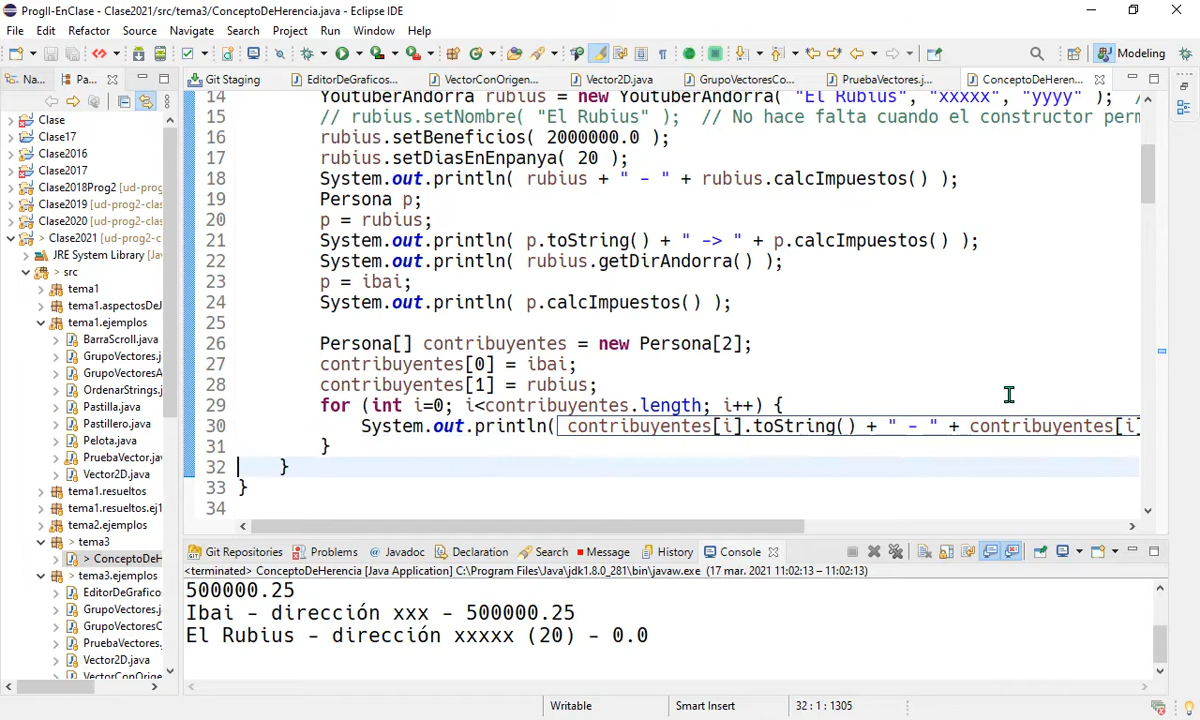 ProgII-EnClase - Clase2021/src/tema3/ConceptoDeHerencia.java - Eclipse IDE
File Edit Refactor Source Navigate Search Project Run Window Help
Modeling
Na... Pa...
Git Staging EditorDeGraficos... VectorConOrigen... Vector2D.java GrupoVectoresCo... PruebaVectores.j... ConceptoDeHeren...
Clase
Clase17
Clase2016
Clase2017
Clase2018Prog2 [ud-prog
Clase2019 [ud-prog2-clas
Clase2020 [ud-prog2-clas
> Clase2021 [ud-prog2-c
JRE System Library [Jav
> src
tema1
tema1.aspectosDeJ
tema1.ejemplos
BarraScroll.java
GrupoVectores.j
GrupoVectoresA
OrdenarStrings.j
Pastilla.java
Pastillero.java
Pelota.java
PruebaVector.jav
Vector2D.java
tema1.resueltos
tema1.resueltos.ej1
tema2.ejemplos
> tema3
> ConceptoDeH
tema3.ejemplos
EditorDeGrafico
GrupoVectores.j
GrupoVectoresC
PruebaVectores.
Vector2D.java
VectorConOrige
14 YoutuberAndorra rubius = new YoutuberAndorra( "El Rubius", "xxxxx", "yyyy" ); /
15 // rubius.setNombre( "El Rubius" ); // No hace falta cuando el constructor perm
16 rubius.setBeneficios( 2000000.0 );
17 rubius.setDiasEnEnpanya( 20 );
18 System.out.println( rubius + " - " + rubius.calcImpuestos() );
19 Persona p;
20 p = rubius;
21 System.out.println( p.toString() + " -> " + p.calcImpuestos() );
22 System.out.println( rubius.getDirAndorra() );
23 p = ibai;
24 System.out.println( p.calcImpuestos() );
25
26 Persona[] contribuyentes = new Persona[2];
27 contribuyentes[0] = ibai;
28 contribuyentes[1] = rubius;
29 for (int i=0; i<contribuyentes.length; i++) {
30 System.out.println( contribuyentes[i].toString() + " - " + contribuyentes[i]
31 }
32 }
33 }
34
Git Repositories Problems Javadoc Declaration Search Message History Console
<terminated> ConceptoDeHerencia [Java Application] C:\Program Files\Java\jdk1.8.0_281\bin\javaw.exe (17 mar. 2021 11:02:13 – 11:02:13)
500000.25
Ibai - dirección xxx - 500000.25
El Rubius - dirección xxxxx (20) - 0.0
Writable Smart Insert 32 : 1 : 1305